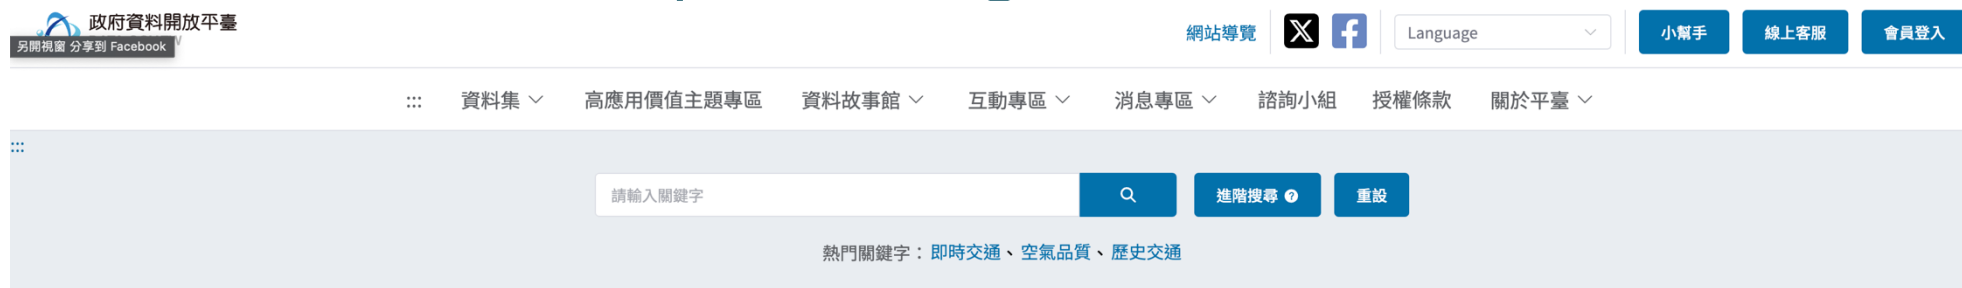 政府資料開放平臺
另開視窗 分享到 Facebook
網站導覽
X
f
Language
小幫手
線上客服
會員登入
:::
資料集
高應用價值主題專區
資料故事館
互動專區
消息專區
諮詢小組
授權條款
關於平臺
:::
請輸入關鍵字
進階搜尋 ?
重設
熱門關鍵字：即時交通、空氣品質、歷史交通